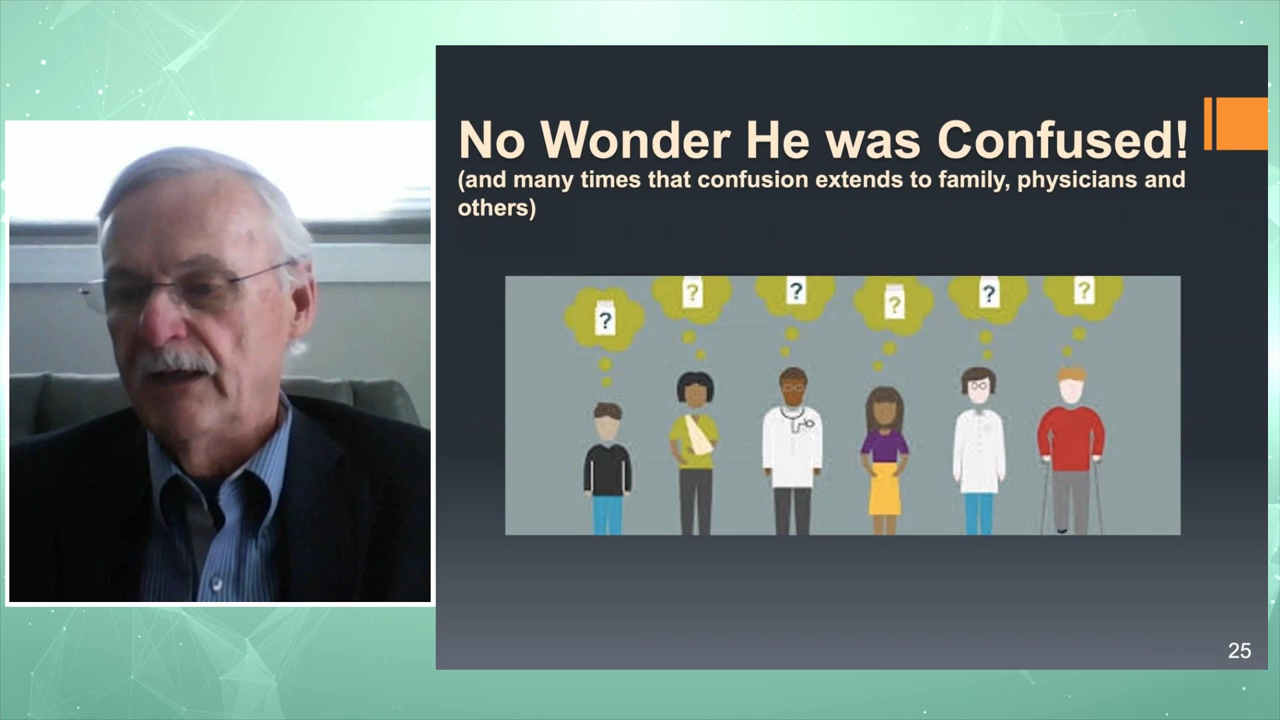 No Wonder He was Confused!
(and many times that confusion extends to family, physicians and
others)
? ? ? ? ? ?
25